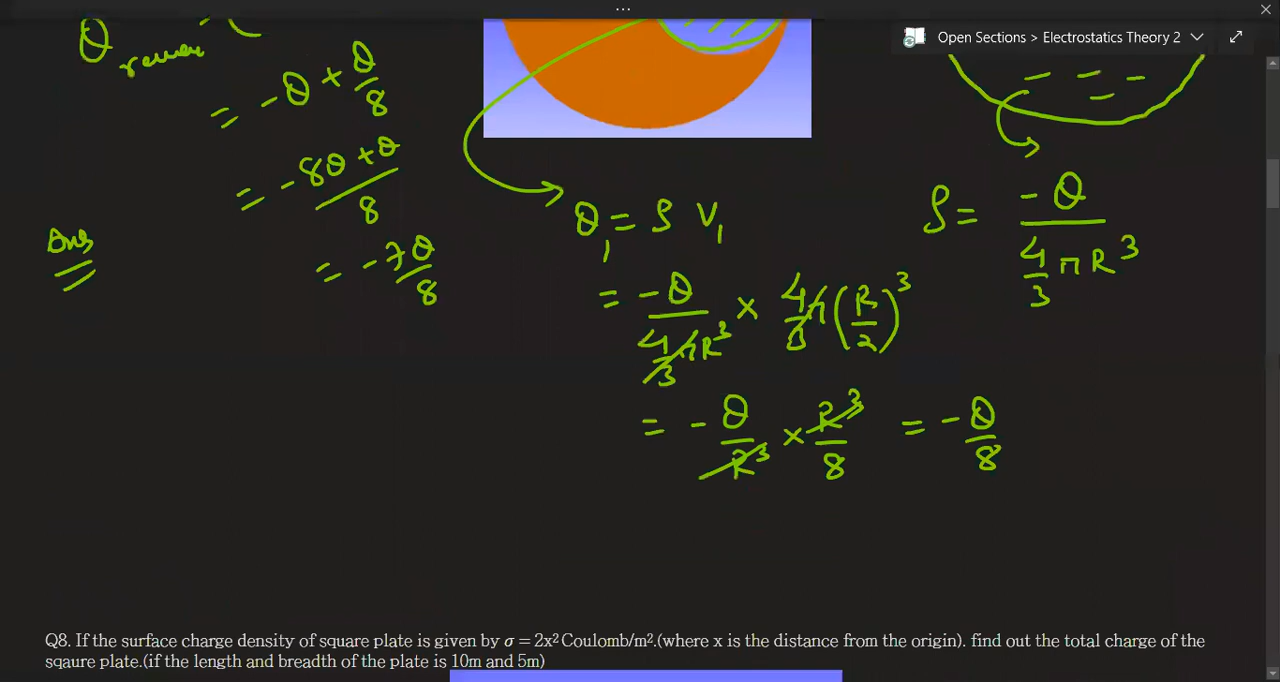 Open Sections > Electrostatics Theory 2
Q
= -Q + Q/8
= -8Q + Q / 8
Ans = -7Q/8
Q₁ = ρ V₁
= -Q / (4/3 π R³) × 4/3 π (R/2)³
= -Q/R³ × R³/8 = -Q/8
ρ = -Q / (4/3 π R³)
Q8. If the surface charge density of square plate is given by σ = 2x² Coulomb/m².(where x is the distance from the origin). find out the total charge of the
sqaure plate.(if the length and breadth of the plate is 10m and 5m)